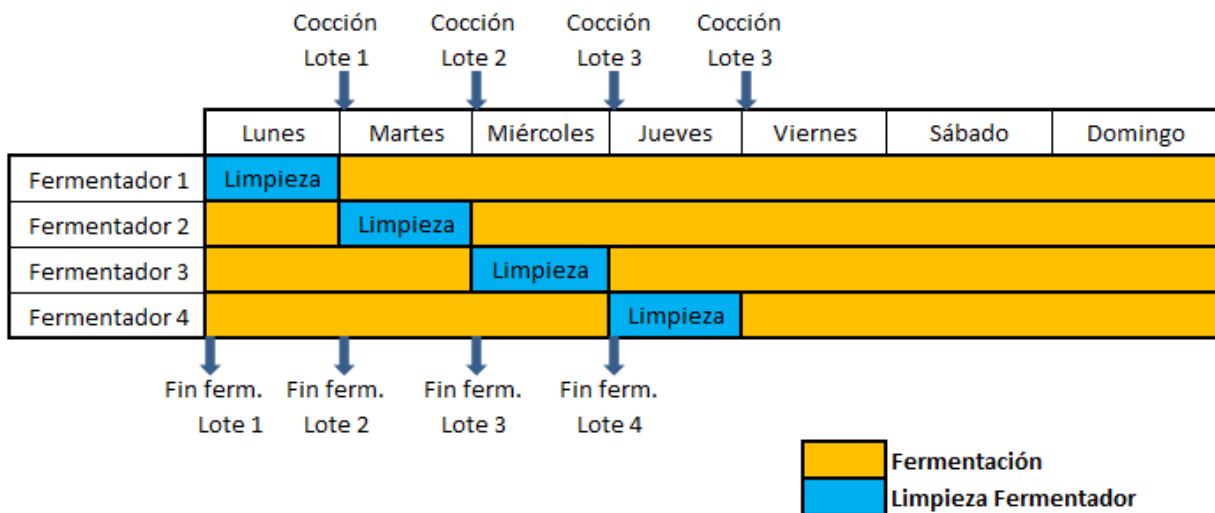 Cocción Cocción Cocción Cocción
Lote 1 Lote 2 Lote 3 Lote 3
Lunes Martes Miércoles Jueves Viernes Sábado Domingo
Fermentador 1 Limpieza
Fermentador 2 Limpieza
Fermentador 3 Limpieza
Fermentador 4 Limpieza
Fin ferm. Fin ferm. Fin ferm. Fin ferm.
Lote 1 Lote 2 Lote 3 Lote 4
Fermentación
Limpieza Fermentador